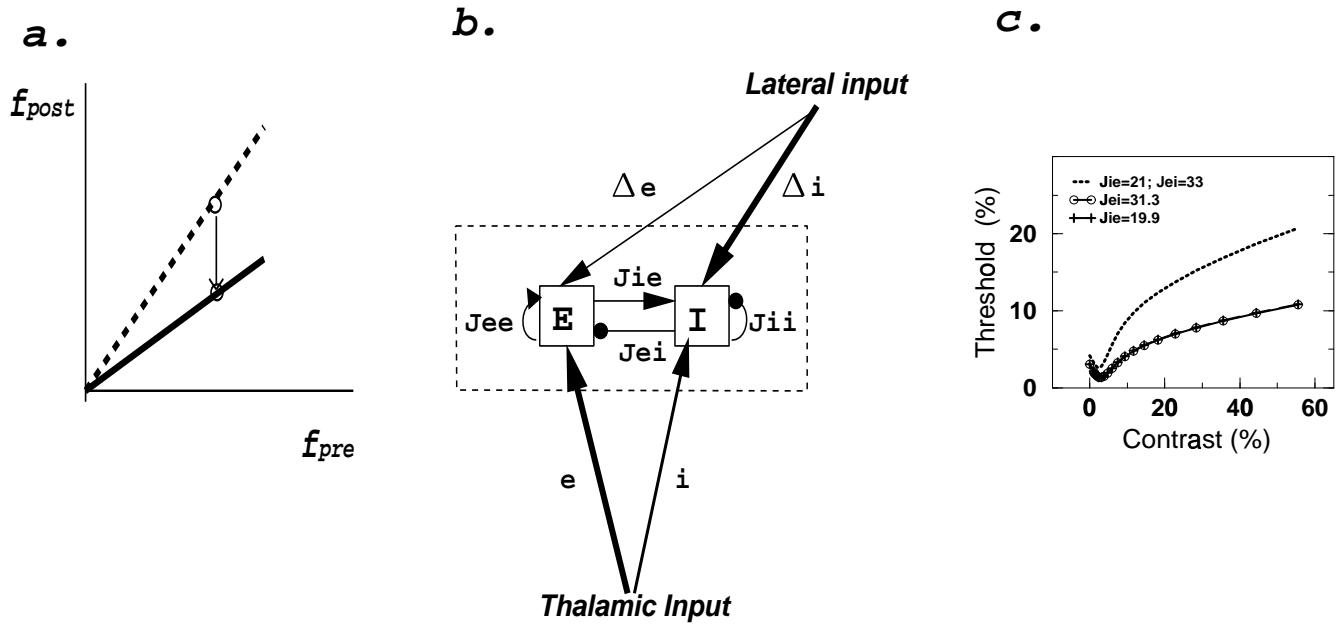 a.
fpost
fpre
b.
Lateral input
Δe
Δi
Jie
Jee
E
I
Jii
Jei
e
i
Thalamic Input
c.
Jie=21; Jei=33
Jei=31.3
Jie=19.9
Threshold (%)
20
10
0
0 20 40 60
Contrast (%)